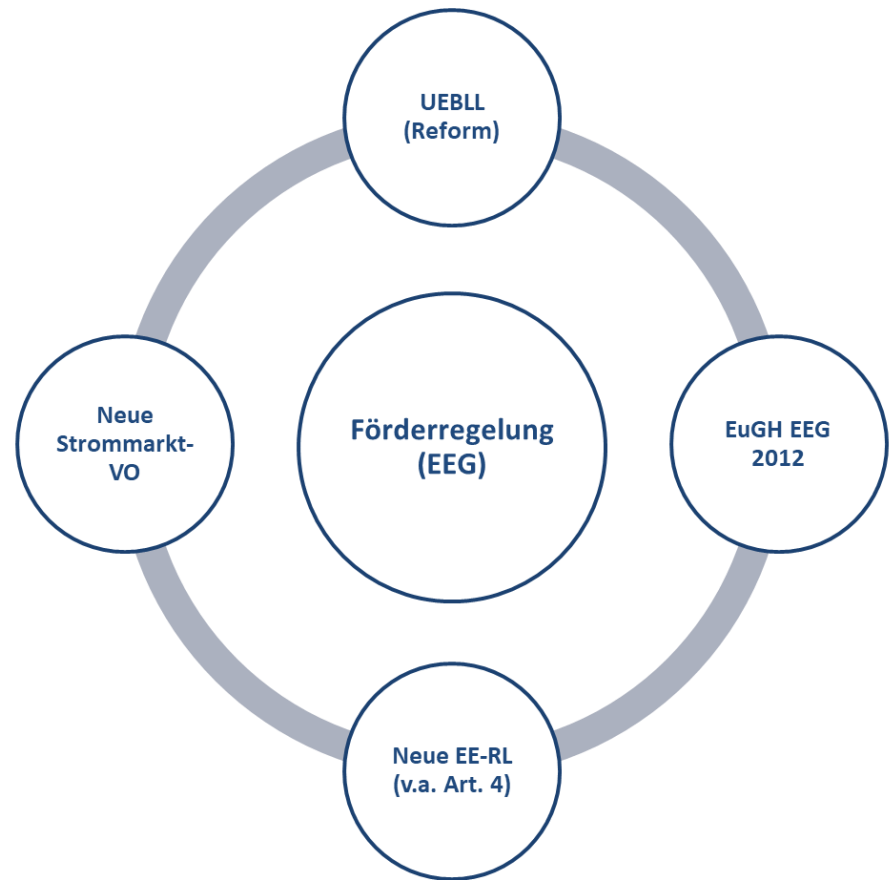 UEBLL
(Reform)
Neue
Strommarkt-
VO
Förderregelung
(EEG)
EuGH EEG
2012
Neue EE-RL
(v.a. Art. 4)